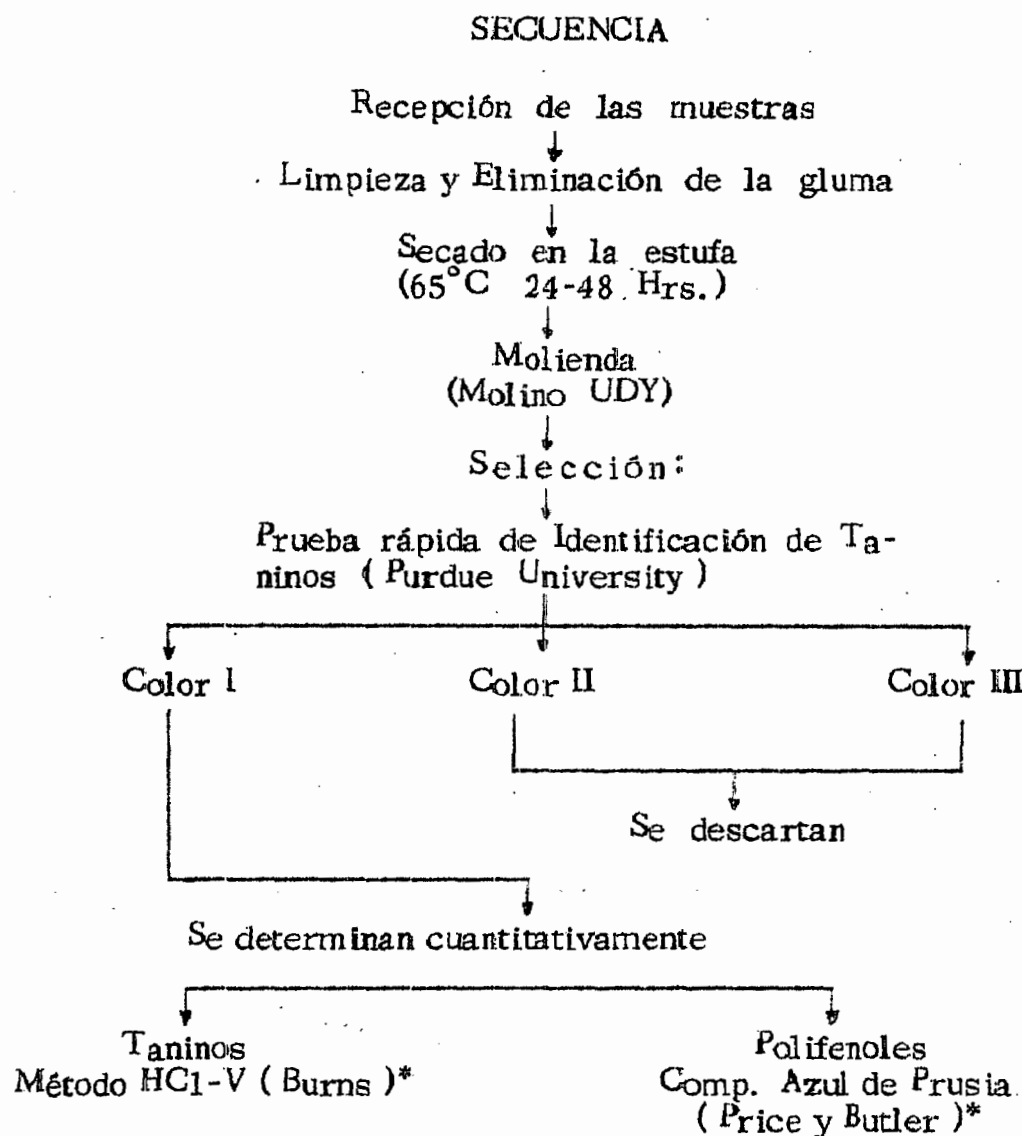 SECUENCIA
Recepción de las muestras
Limpieza y Eliminación de la gluma
Secado en la estufa
(65°C 24-48 Hrs.)
Molienda
(Molino UDY)
Selección:
Prueba rápida de Identificación de Ta-
ninos ( Purdue University )
Color I
Color II
Color III
Se descartan
Se determinan cuantitativamente
Taninos
Método HCl-V ( Burns )*
Polifenoles
Comp. Azul de Prusia
( Price y Butler )*